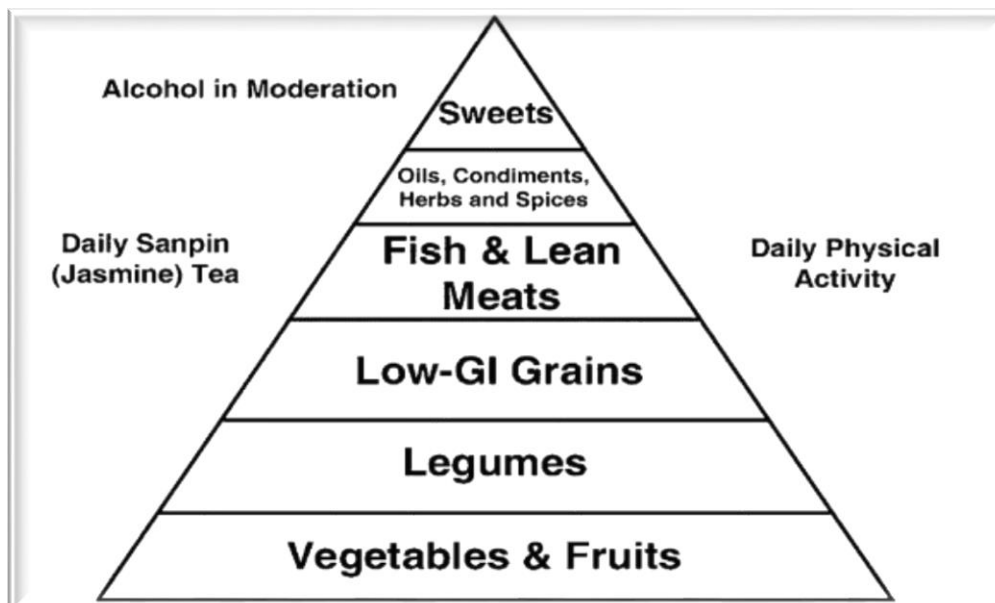 Alcohol in Moderation
Sweets
Oils, Condiments,
Herbs and Spices
Daily Sanpin
(Jasmine) Tea
Fish & Lean
Meats
Daily Physical
Activity
Low-GI Grains
Legumes
Vegetables & Fruits